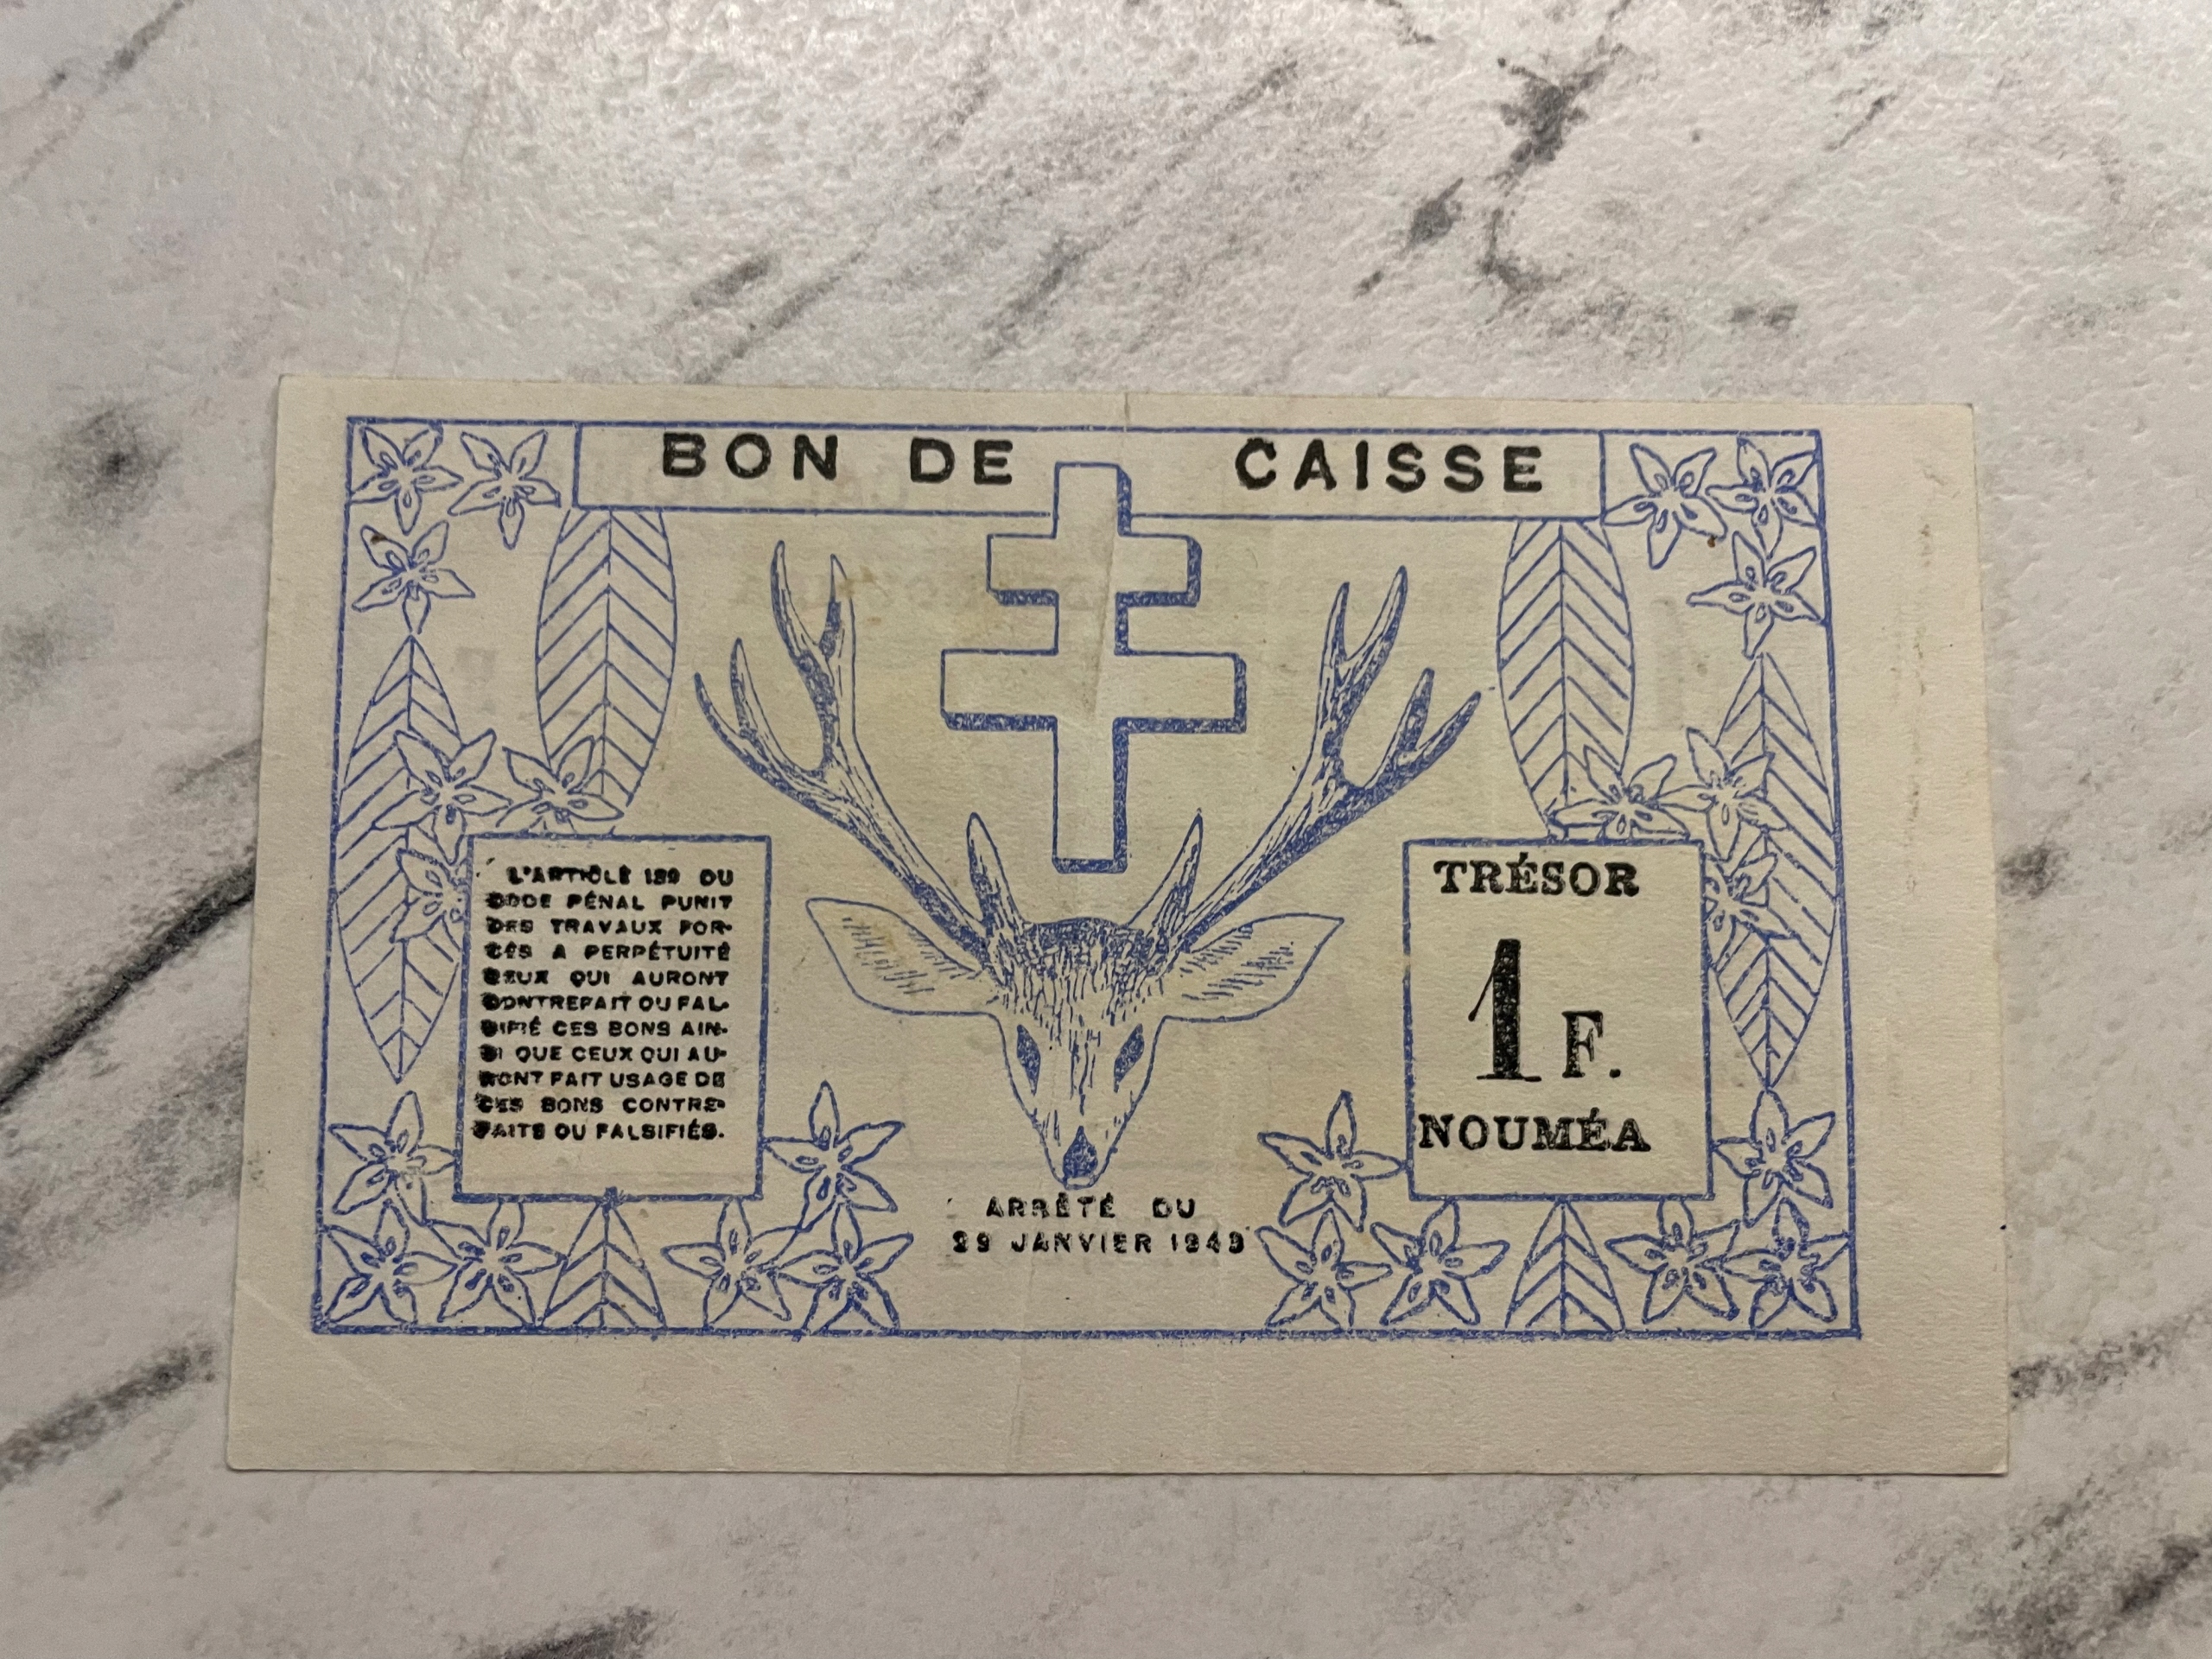 BON DE CAISSE
L'ARTICLE 139 DU
CODE PÉNAL PUNIT
DES TRAVAUX FOR-
CÉS A PERPÉTUITÉ
CEUX QUI AURONT
CONTREFAIT OU FAL-
SIFIÉ CES BONS AIN-
SI QUE CEUX QUI AU-
RONT FAIT USAGE DE
CES BONS CONTRE-
FAITS OU FALSIFIÉS.
TRÉSOR
1 F.
NOUMÉA
ARRÊTÉ DU
29 JANVIER 1943